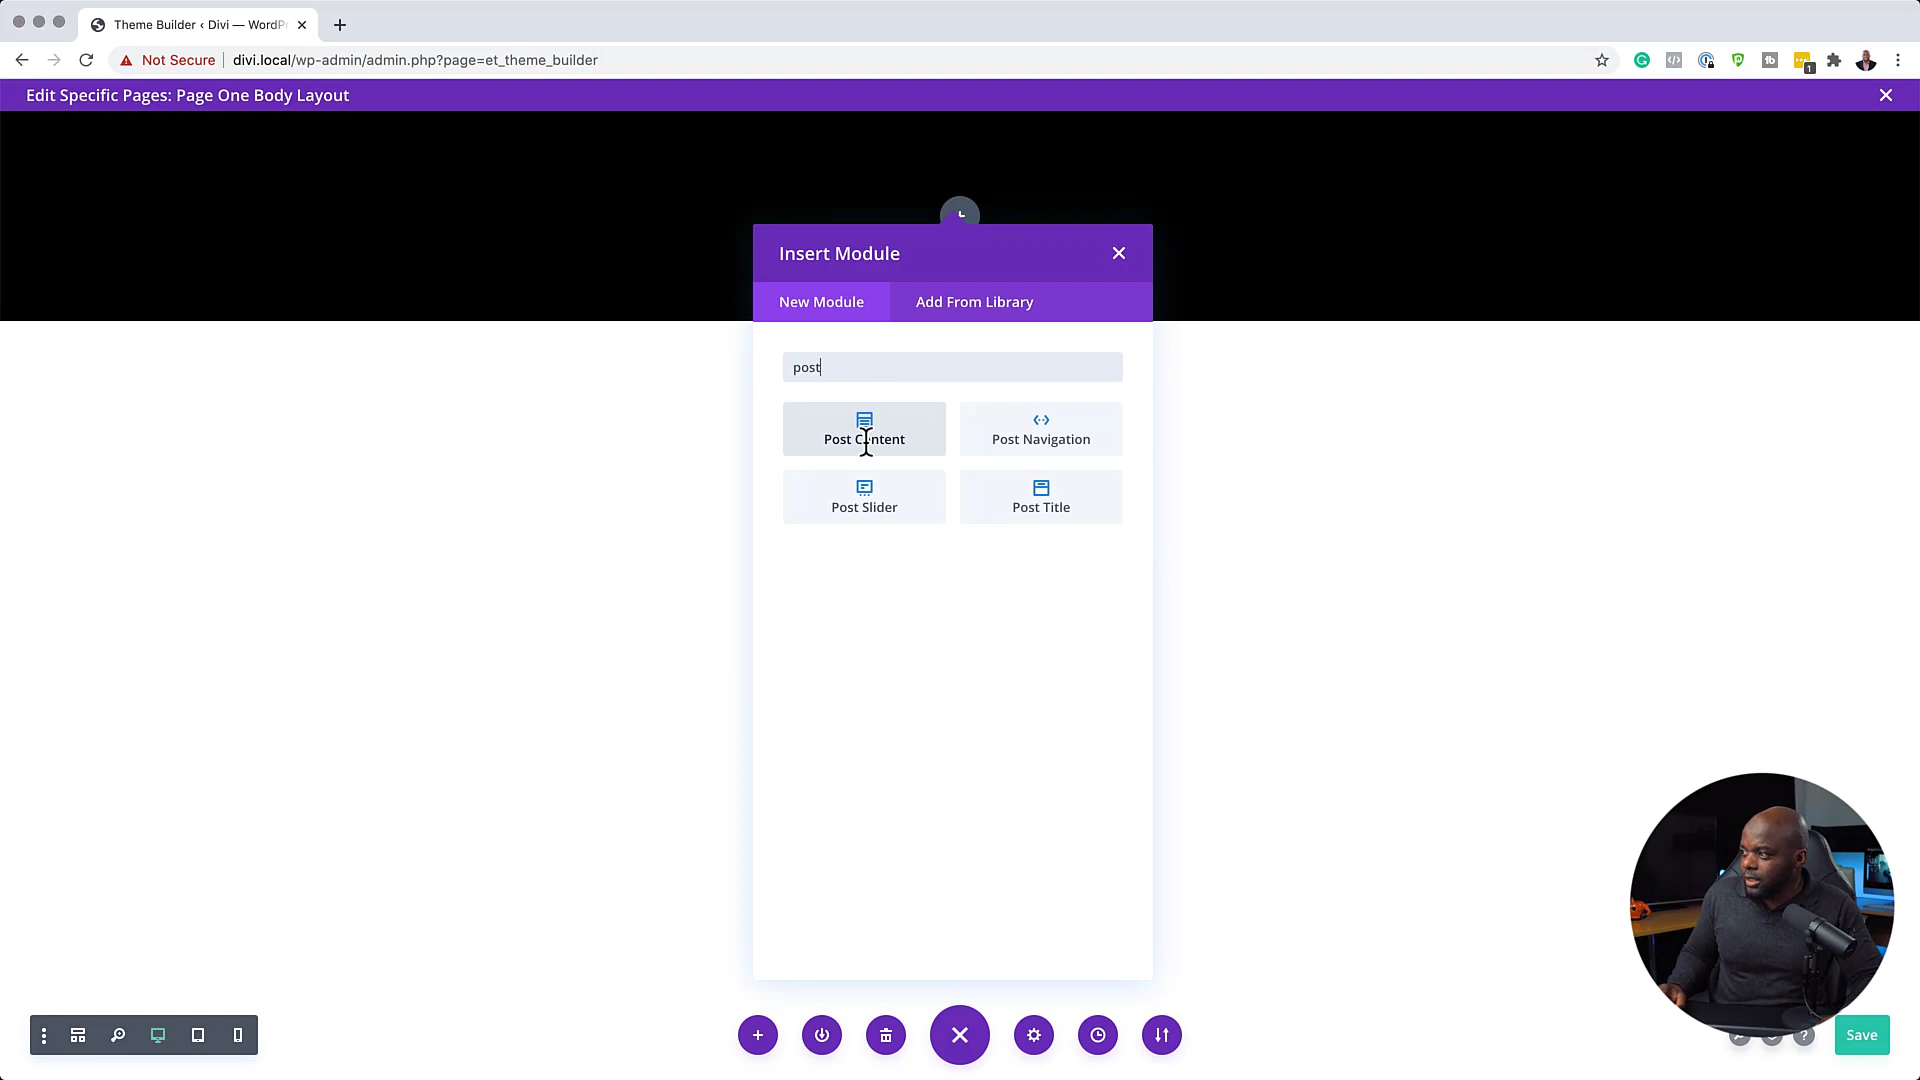 Theme Builder ‹ Divi — WordP
Not Secure
divi.local/wp-admin/admin.php?page=et_theme_builder
1
Edit Specific Pages: Page One Body Layout
Insert Module
New Module
Add From Library
post
Post Content
Post Navigation
Post Slider
Post Title
?
Save